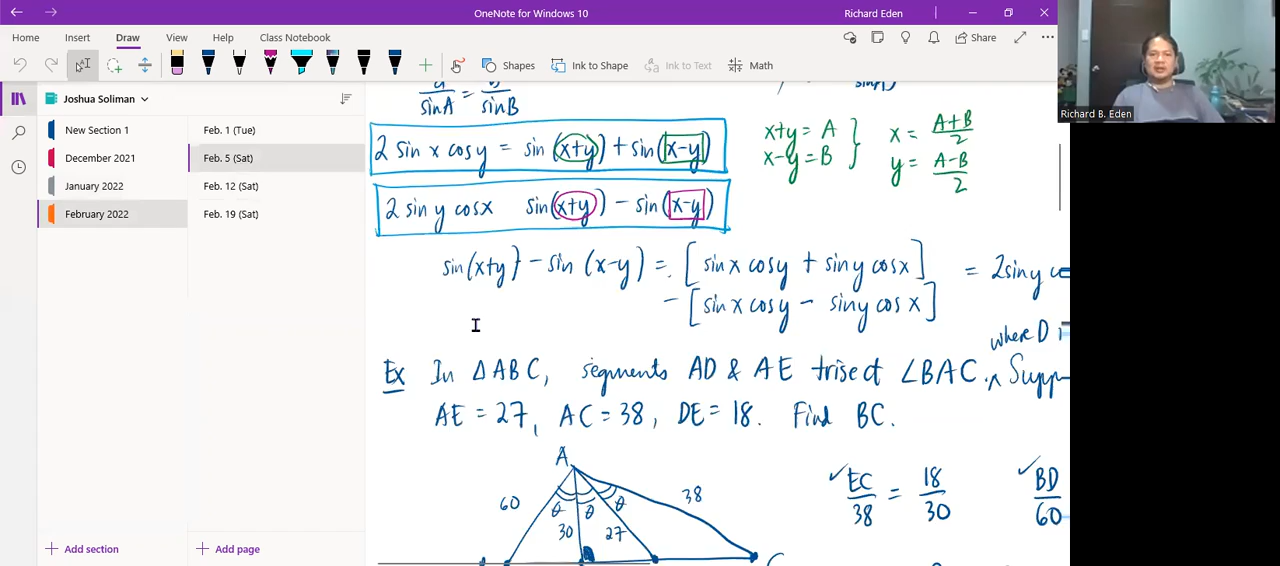 OneNote for Windows 10
Richard Eden
Home Insert Draw View Help Class Notebook
Share
Shapes Ink to Shape Ink to Text Math
Joshua Soliman
New Section 1
December 2021
January 2022
February 2022
Feb. 1 (Tue)
Feb. 5 (Sat)
Feb. 12 (Sat)
Feb. 19 (Sat)
Add section
Add page
Richard B. Eden
/sinA = /sinB
sinA
2 sin x cos y = sin(x+y) + sin(x-y)
x+y = A
x-y = B
x = A+B/2
y = A-B/2
2 sin y cos x sin(x+y) - sin(x-y)
sin(x+y) - sin(x-y) = [sin x cos y + sin y cos x] = 2 sin y
- [sin x cos y - sin y cos x]
where D
Ex In ΔABC, segments AD & AE trisect ∠BAC.
AE = 27, AC = 38, DE = 18. Find BC.
A
60 θ θ θ 38
30 27
✓EC/38 = 18/30
✓BD/60